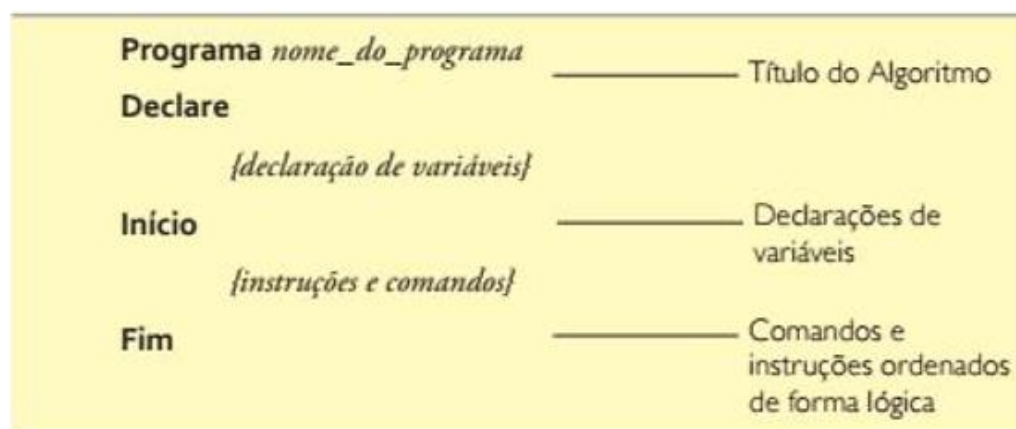 Programa nome_do_programa
Título do Algoritmo
Declare
{declaração de variáveis}
Início
Declarações de
variáveis
{instruções e comandos}
Fim
Comandos e
instruções ordenados
de forma lógica